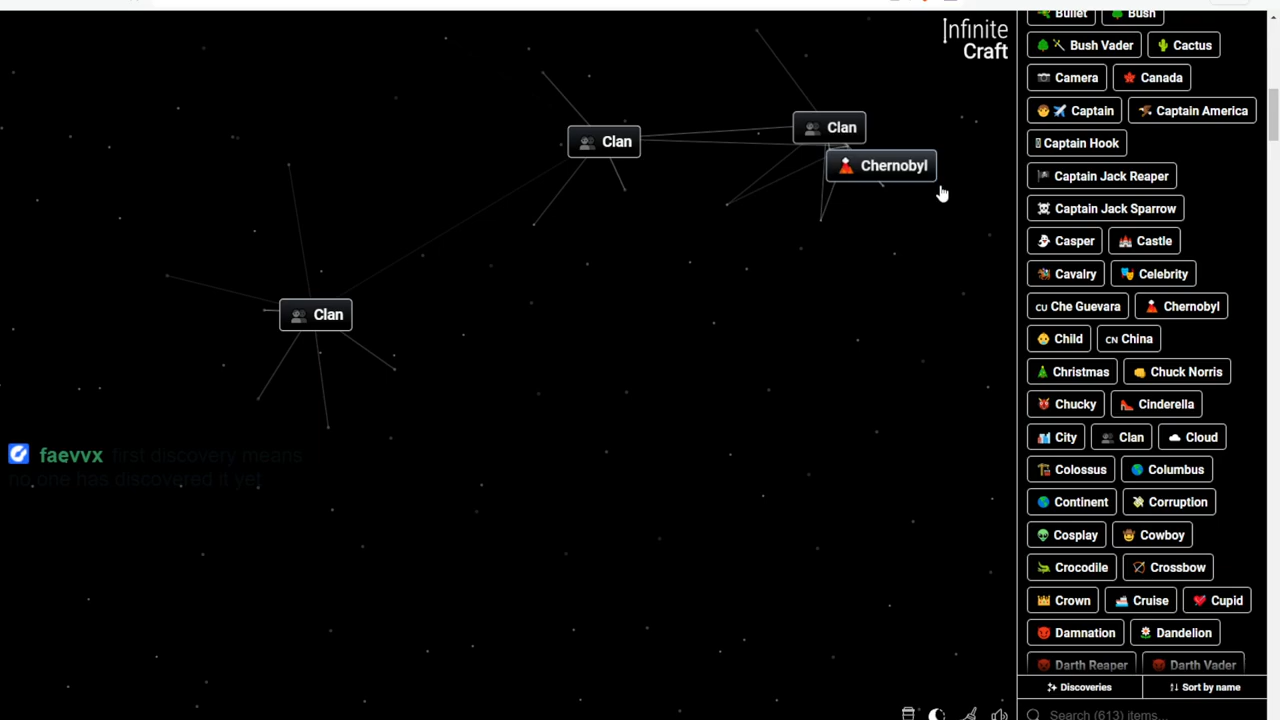 Infinite
Craft
Clan
Clan
Chernobyl
Clan
faevvx first discovery means
no one has discovered it yet
Bullet Bush
Bush Vader Cactus
Camera Canada
Captain Captain America
Captain Hook
Captain Jack Reaper
Captain Jack Sparrow
Casper Castle
Cavalry Celebrity
CU Che Guevara Chernobyl
Child CN China
Christmas Chuck Norris
Chucky Cinderella
City Clan Cloud
Colossus Columbus
Continent Corruption
Cosplay Cowboy
Crocodile Crossbow
Crown Cruise Cupid
Damnation Dandelion
Darth Reaper Darth Vader
Discoveries Sort by name
Search (613) items...